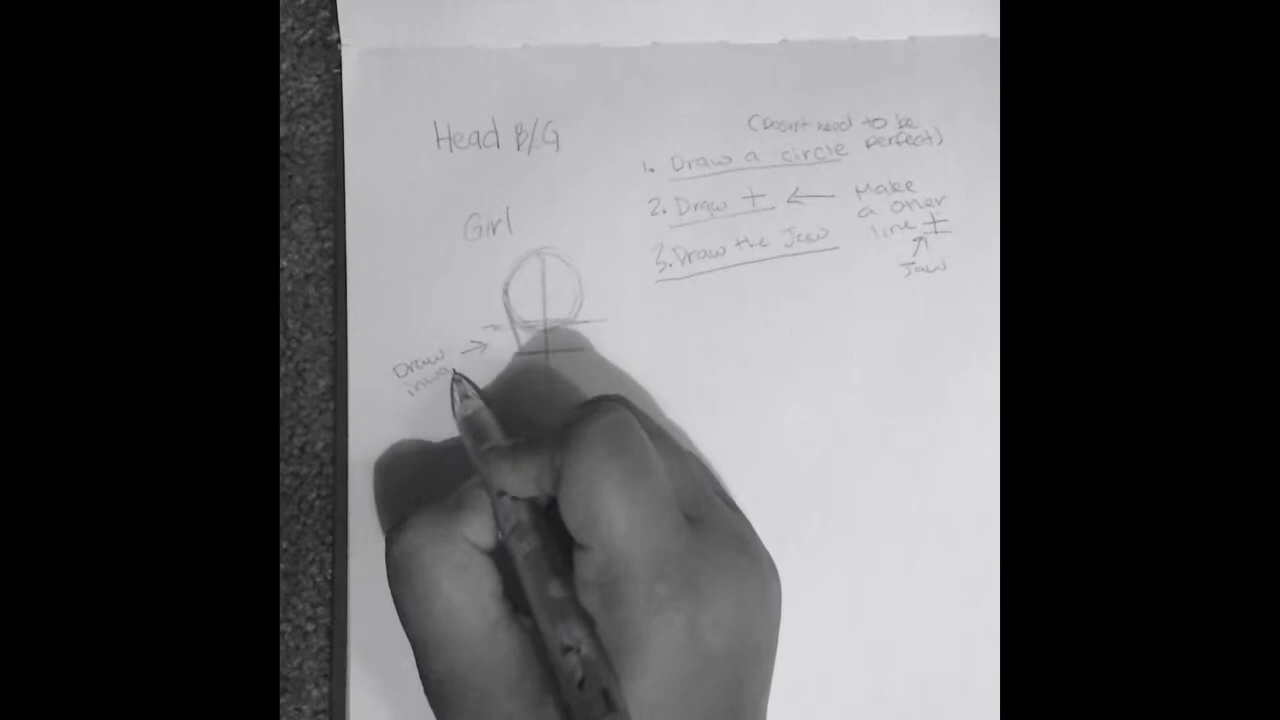 Head B/G
(Doesn't need to be
perfect)
1. Draw a circle
2. Draw + ← Make
a oner
line ±
↑
Jaw
3. Draw the Jaw
Girl
Draw →